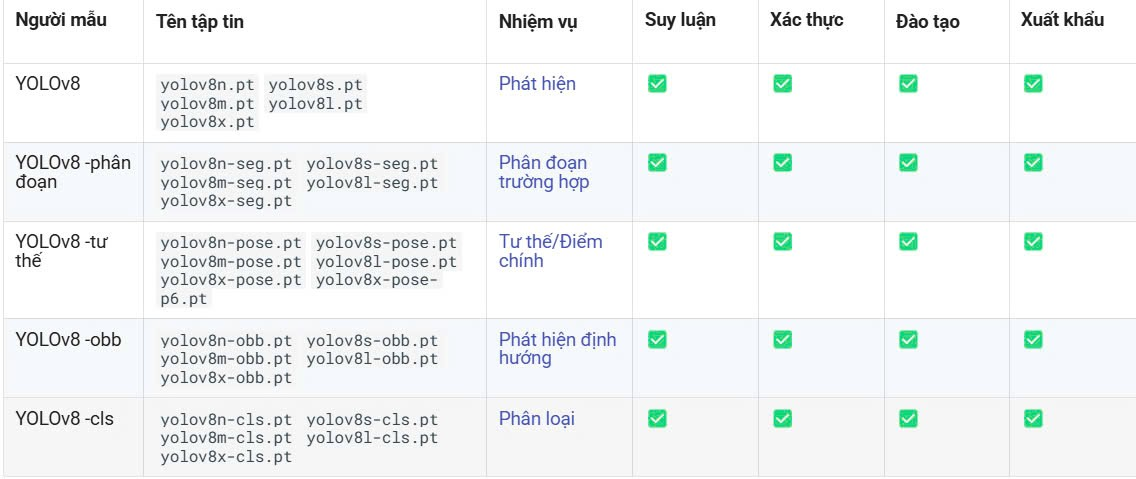 Người mẫu Tên tập tin Nhiệm vụ Suy luận Xác thực Đào tạo Xuất khẩu
YOLOv8 yolov8n.pt yolov8s.pt Phát hiện
yolov8m.pt yolov8l.pt
yolov8x.pt
YOLOv8 -phân yolov8n-seg.pt yolov8s-seg.pt Phân đoạn
đoạn yolov8m-seg.pt yolov8l-seg.pt trường hợp
yolov8x-seg.pt
YOLOv8 -tư yolov8n-pose.pt yolov8s-pose.pt Tư thế/Điểm
thế yolov8m-pose.pt yolov8l-pose.pt chính
yolov8x-pose.pt yolov8x-pose-
p6.pt
YOLOv8 -obb yolov8n-obb.pt yolov8s-obb.pt Phát hiện định
yolov8m-obb.pt yolov8l-obb.pt hướng
yolov8x-obb.pt
YOLOv8 -cls yolov8n-cls.pt yolov8s-cls.pt Phân loại
yolov8m-cls.pt yolov8l-cls.pt
yolov8x-cls.pt